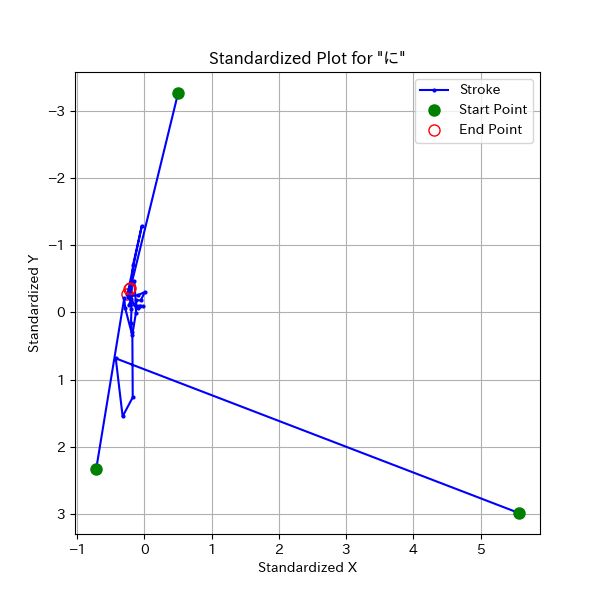 Standardized Plot for "に"
Stroke
Start Point
End Point
Standardized Y
−3
−2
−1
0
1
2
3
−1 0 1 2 3 4 5
Standardized X